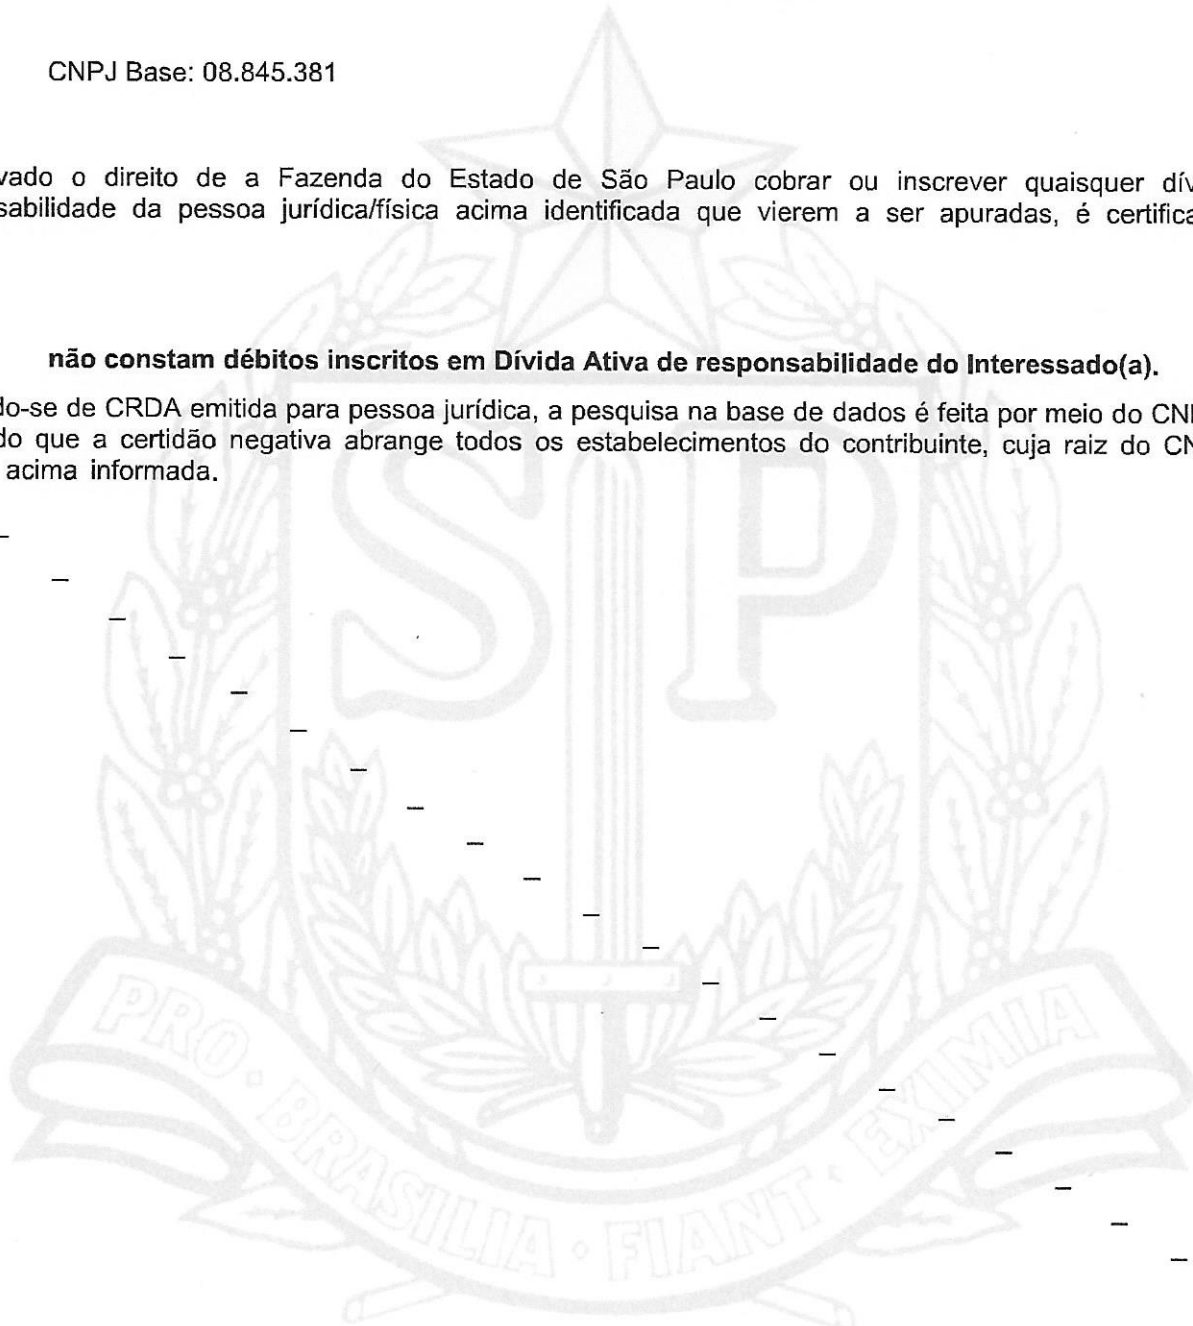 CNPJ Base: 08.845.381
vado o direito de a Fazenda do Estado de São Paulo cobrar ou inscrever quaisquer dív
sabilidade da pessoa jurídica/física acima identificada que vierem a ser apuradas, é certifica
não constam débitos inscritos em Dívida Ativa de responsabilidade do Interessado(a).
do-se de CRDA emitida para pessoa jurídica, a pesquisa na base de dados é feita por meio do CN
do que a certidão negativa abrange todos os estabelecimentos do contribuinte, cuja raiz do CN
acima informada.
SP
PRO · BRASILIA · FIANT · EXIMIA